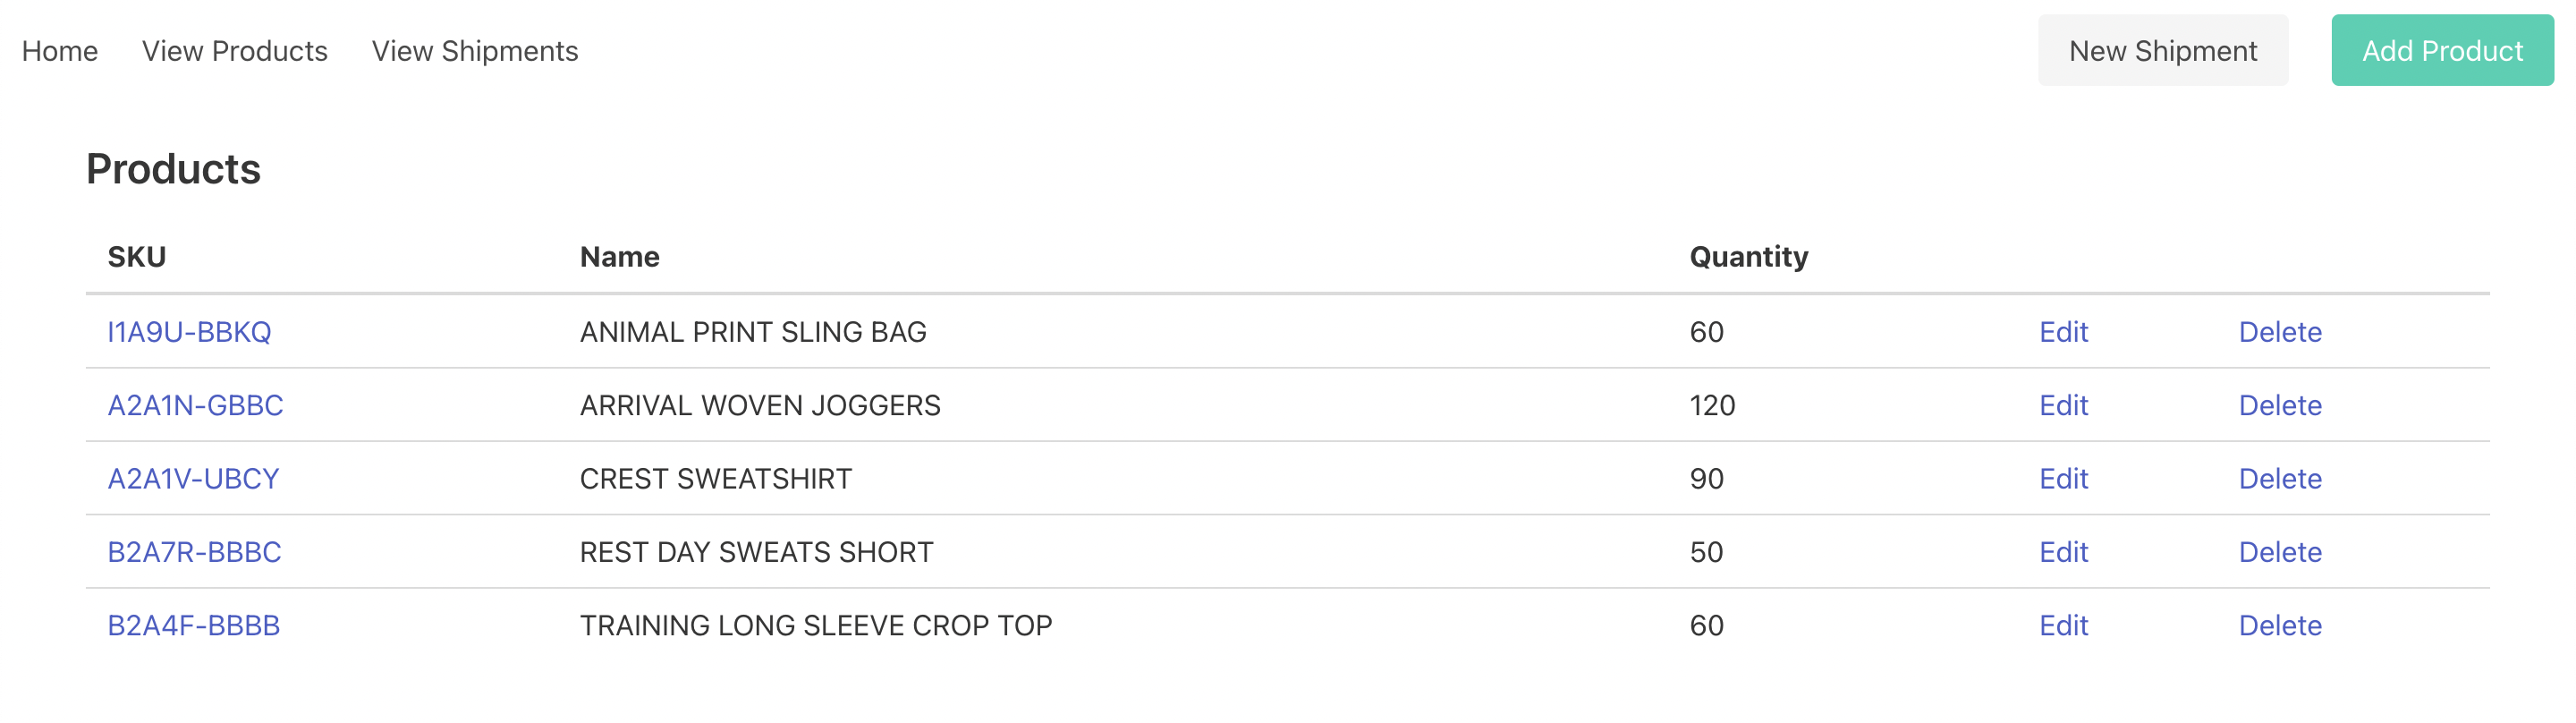 Home View Products View Shipments New Shipment Add Product
Products
SKU Name Quantity
I1A9U-BBKQ ANIMAL PRINT SLING BAG 60 Edit Delete
A2A1N-GBBC ARRIVAL WOVEN JOGGERS 120 Edit Delete
A2A1V-UBCY CREST SWEATSHIRT 90 Edit Delete
B2A7R-BBBC REST DAY SWEATS SHORT 50 Edit Delete
B2A4F-BBBB TRAINING LONG SLEEVE CROP TOP 60 Edit Delete